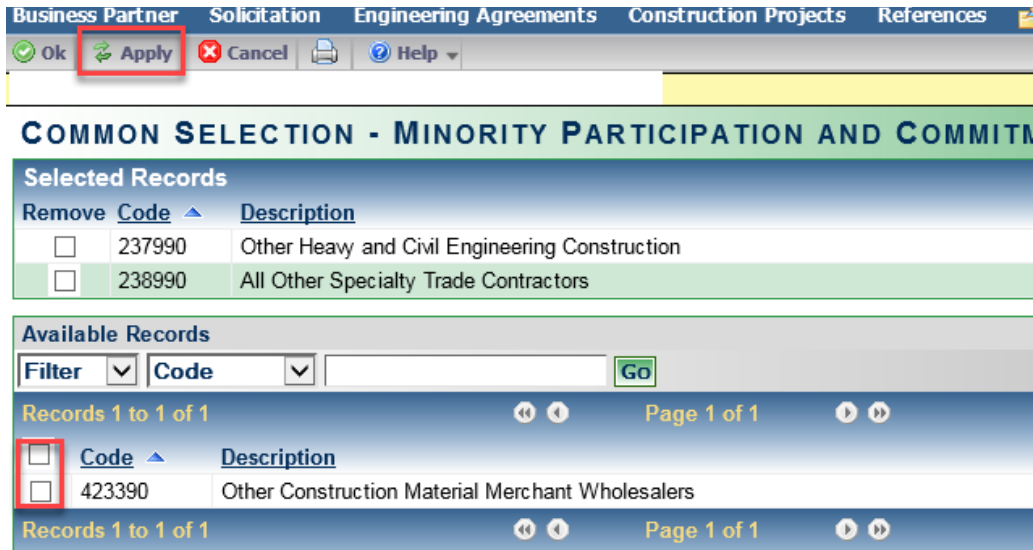 Business Partner Solicitation Engineering Agreements Construction Projects References
Ok Apply Cancel Help
COMMON SELECTION - MINORITY PARTICIPATION AND
Selected Records
Remove Code Description
237990 Other Heavy and Civil Engineering Construction
238990 All Other Specialty Trade Contractors
Available Records
Filter Code Go
Records 1 to 1 of 1 Page 1 of 1
Code Description
423390 Other Construction Material Merchant Wholesalers
Records 1 to 1 of 1 Page 1 of 1